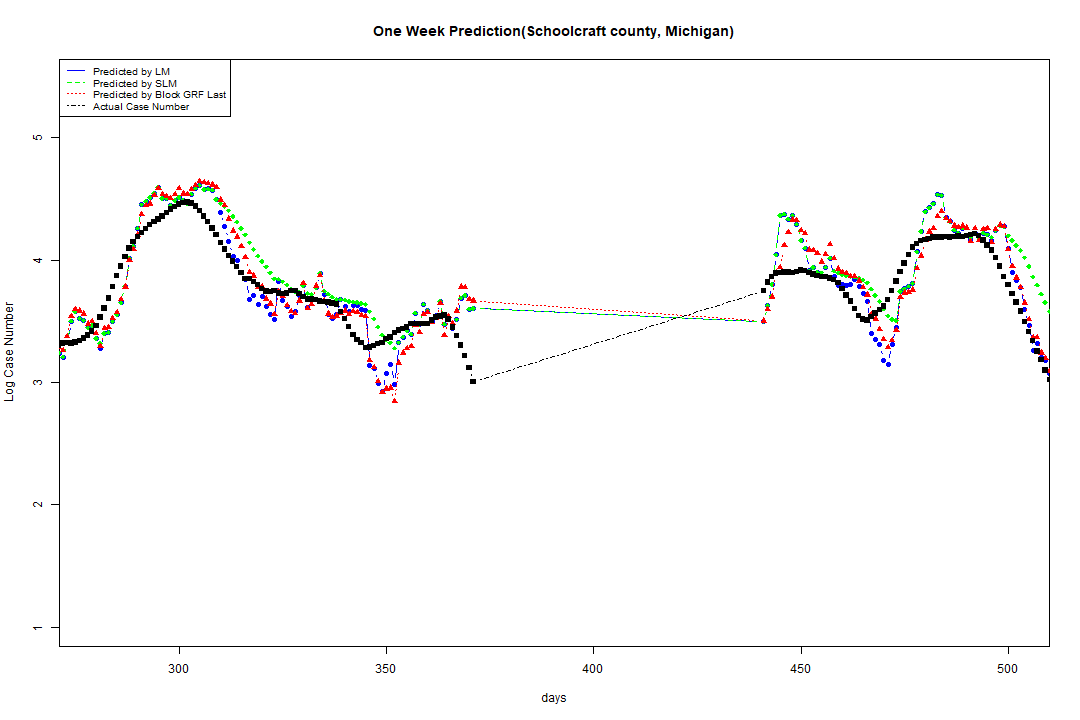 One Week Prediction(Schoolcraft county, Michigan)
Predicted by LM
Predicted by SLM
Predicted by Block GRF Last
Actual Case Number
5
4
3
2
1
Log Case Number
300 350 400 450 500
days